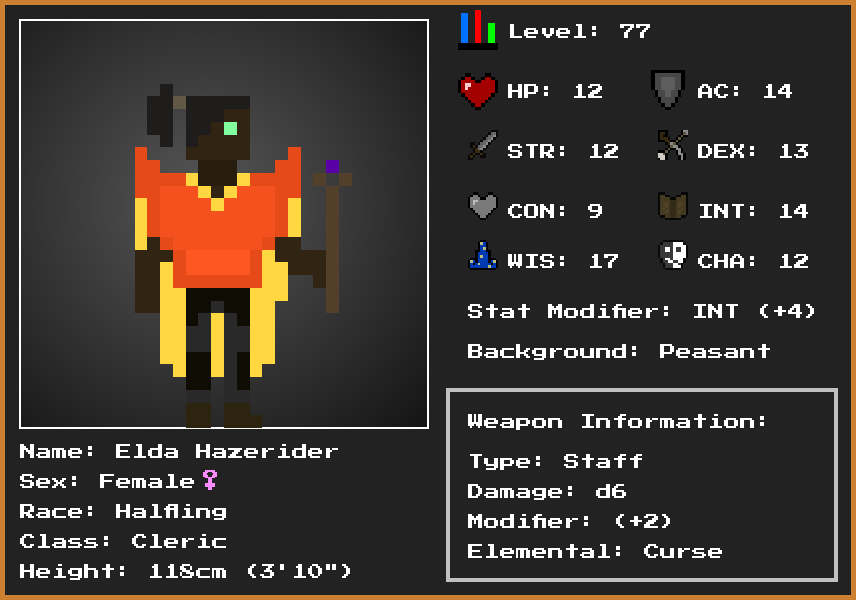 Level: 77
HP: 12 AC: 14
STR: 12 DEX: 13
CON: 9 INT: 14
WIS: 17 CHA: 12
Stat Modifier: INT (+4)
Background: Peasant
Weapon Information:
Type: Staff
Damage: d6
Modifier: (+2)
Elemental: Curse
Name: Elda Hazerider
Sex: Female♀
Race: Halfling
Class: Cleric
Height: 118cm (3'10")